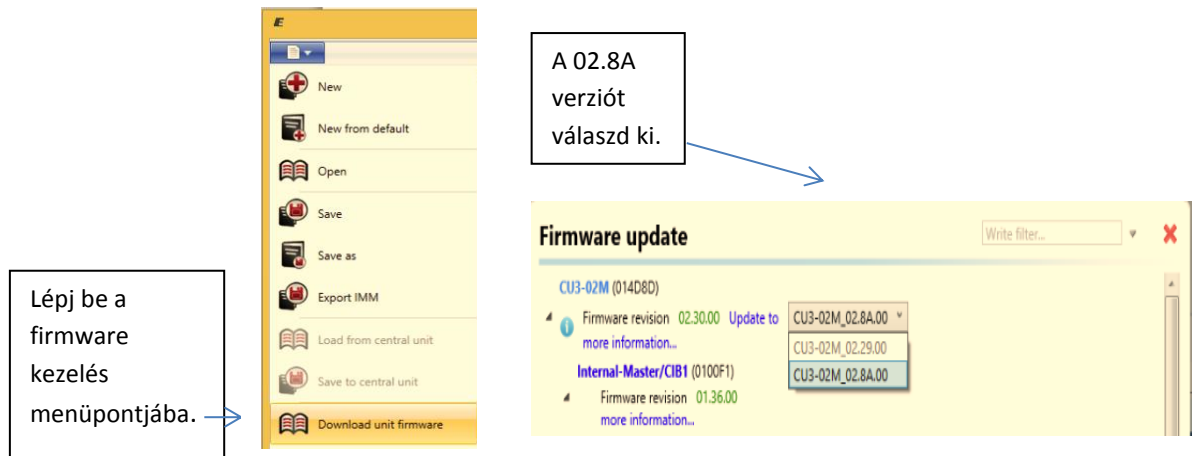 New
New from default
Open
Save
Save as
Export IMM
Load from central unit
Save to central unit
Download unit firmware
Lépj be a
firmware
kezelés
menüpontjába.
A 02.8A
verziót
válaszd ki.
Firmware update
Write filter...
CU3-02M (014D8D)
Firmware revision 02.30.00 Update to CU3-02M_02.8A.00
more information...
CU3-02M_02.29.00
Internal-Master/CIB1 (0100F1)
CU3-02M_02.8A.00
Firmware revision 01.36.00
more information...